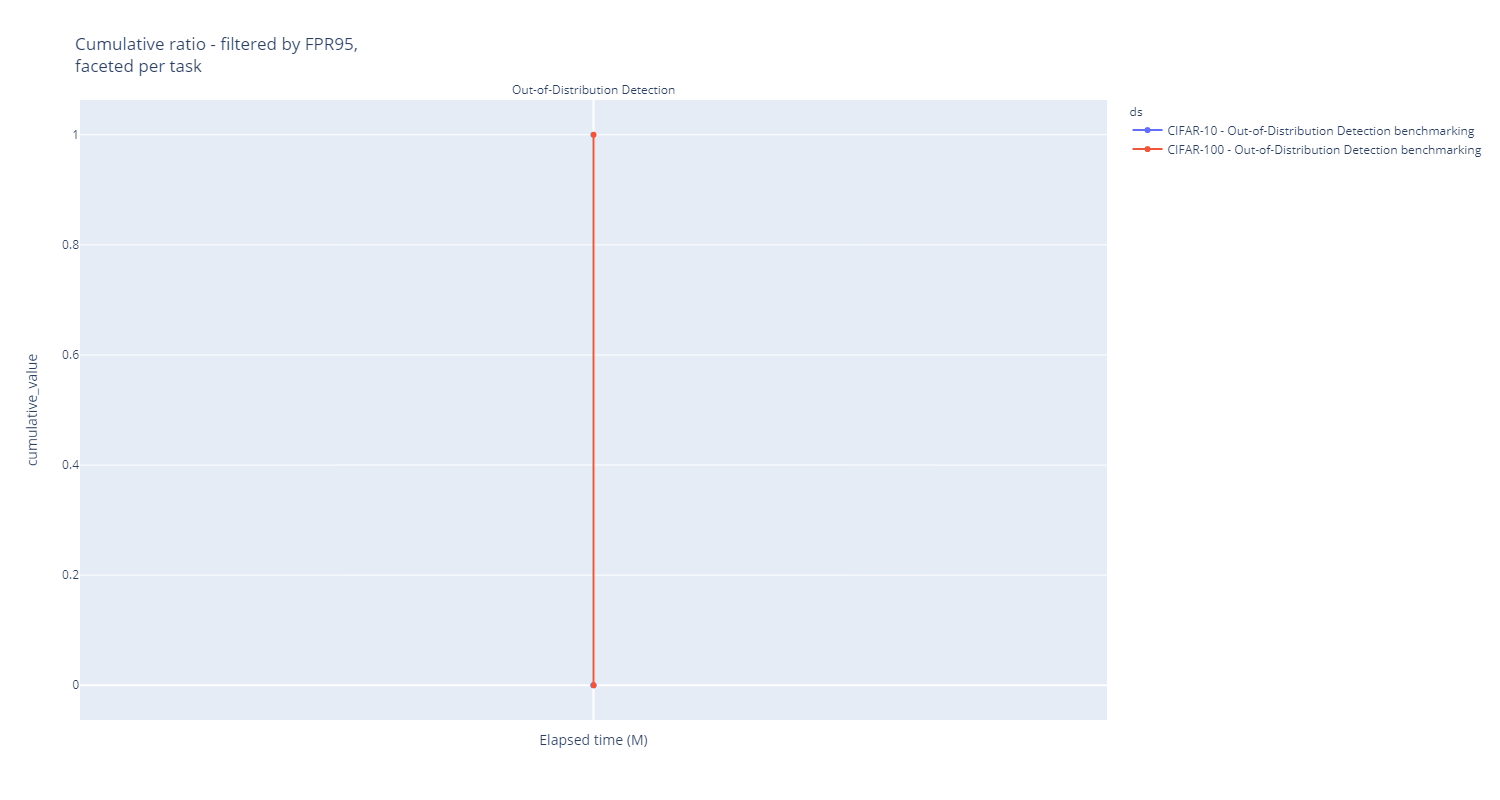 Cumulative ratio - filtered by FPR95,
faceted per task
Out-of-Distribution Detection
ds
CIFAR-10 - Out-of-Distribution Detection benchmarking
CIFAR-100 - Out-of-Distribution Detection benchmarking
1
0.8
0.6
0.4
0.2
0
cumulative_value
Elapsed time (M)